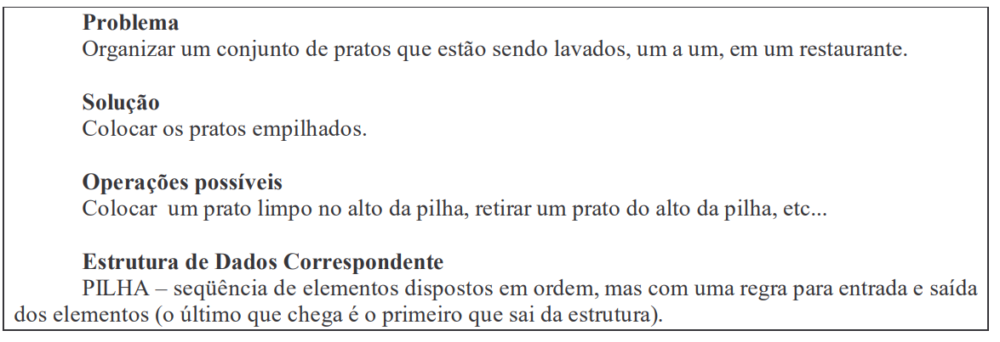 Problema
Organizar um conjunto de pratos que estão sendo lavados, um a um, em um restaurante.
Solução
Colocar os pratos empilhados.
Operações possíveis
Colocar um prato limpo no alto da pilha, retirar um prato do alto da pilha, etc...
Estrutura de Dados Correspondente
PILHA – seqüência de elementos dispostos em ordem, mas com uma regra para entrada e saída
dos elementos (o último que chega é o primeiro que sai da estrutura).